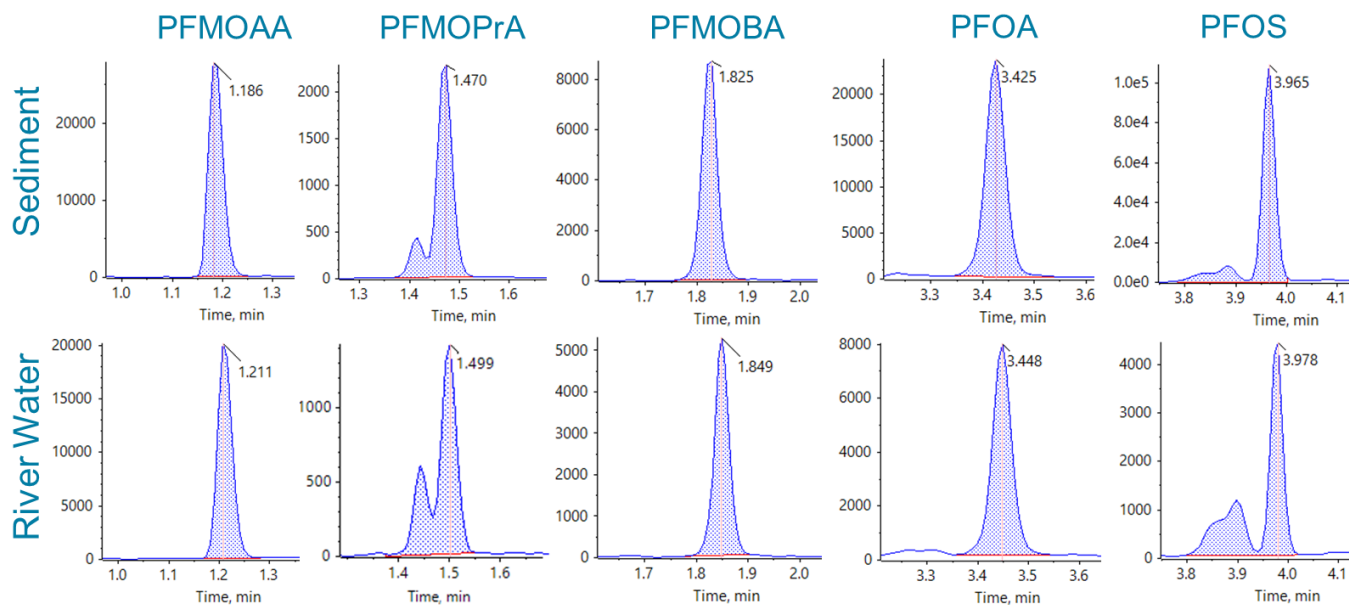 PFMOAA PFMOPrA PFMOBA PFOA PFOS
Sediment
20000
10000
0
1.186
1.0 1.1 1.2 1.3
Time, min
2000
1500
1000
500
0
1.470
1.3 1.4 1.5 1.6
Time, min
8000
6000
4000
2000
0
1.825
1.7 1.8 1.9 2.0
Time, min
20000
15000
10000
5000
0
3.425
3.3 3.4 3.5 3.6
Time, min
1.0e5
8.0e4
6.0e4
4.0e4
2.0e4
0.0e0
3.965
3.8 3.9 4.0 4.1
Time, min
River Water
20000
15000
10000
5000
0
1.211
1.0 1.1 1.2 1.3
Time, min
1000
500
0
1.499
1.4 1.5 1.6
Time, min
5000
4000
3000
2000
1000
0
1.849
1.7 1.8 1.9 2.0
Time, min
8000
6000
4000
2000
0
3.448
3.3 3.4 3.5 3.6
Time, min
4000
3000
2000
1000
0
3.978
3.8 3.9 4.0 4.1
Time, min